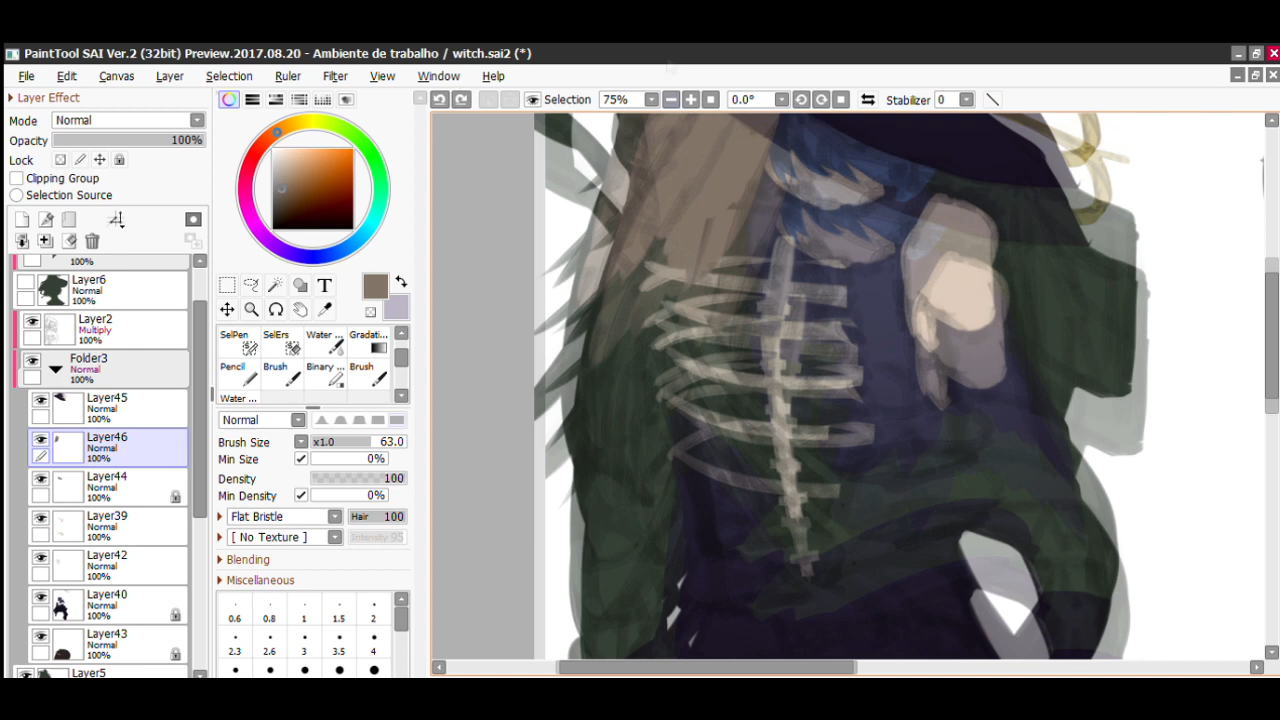 PaintTool SAI Ver.2 (32bit) Preview.2017.08.20 - Ambiente de trabalho / witch.sai2 (*)
File Edit Canvas Layer Selection Ruler Filter View Window Help
Layer Effect
Mode Normal
Opacity 100%
Lock
Clipping Group
Selection Source
100%
Layer6
100%
Layer2
Multiply
100%
Folder3
Normal
100%
Layer45
Normal
100%
Layer46
Normal
100%
Layer44
Normal
100%
Layer39
Normal
100%
Layer42
Normal
100%
Layer40
Normal
100%
Layer43
Normal
100%
Layer5
T
SelPen SelErs Water ... Gradati...
Pencil Brush Binary ... Brush
Water ...
Normal
Brush Size x1.0 63.0
Min Size 0%
Density 100
Min Density 0%
Flat Bristle Hair 100
[ No Texture ] Intensity 95
Blending
Miscellaneous
0.6 0.8 1 1.5 2
2.3 2.6 3 3.5 4
Selection 75% 0.0° Stabilizer 0